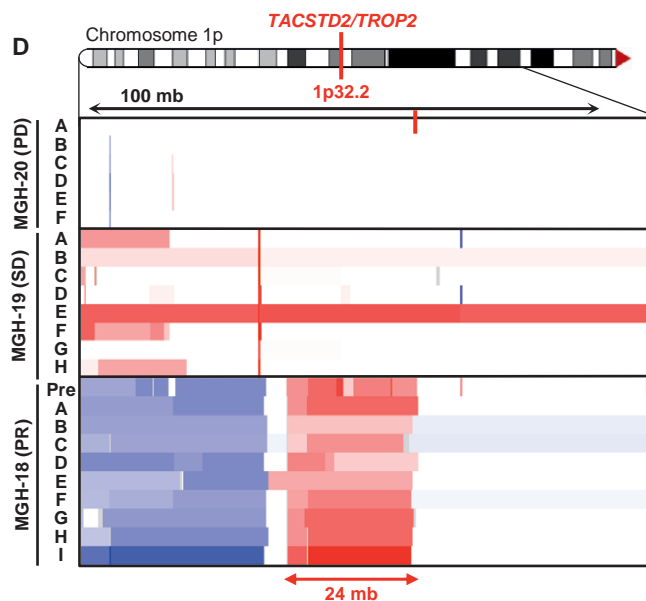 D
TACSTD2/TROP2
Chromosome 1p
1p32.2
100 mb
MGH-20 (PD)
A
B
C
D
E
F
MGH-19 (SD)
A
B
C
D
E
F
G
H
MGH-18 (PR)
Pre
A
B
C
D
E
F
G
H
I
24 mb